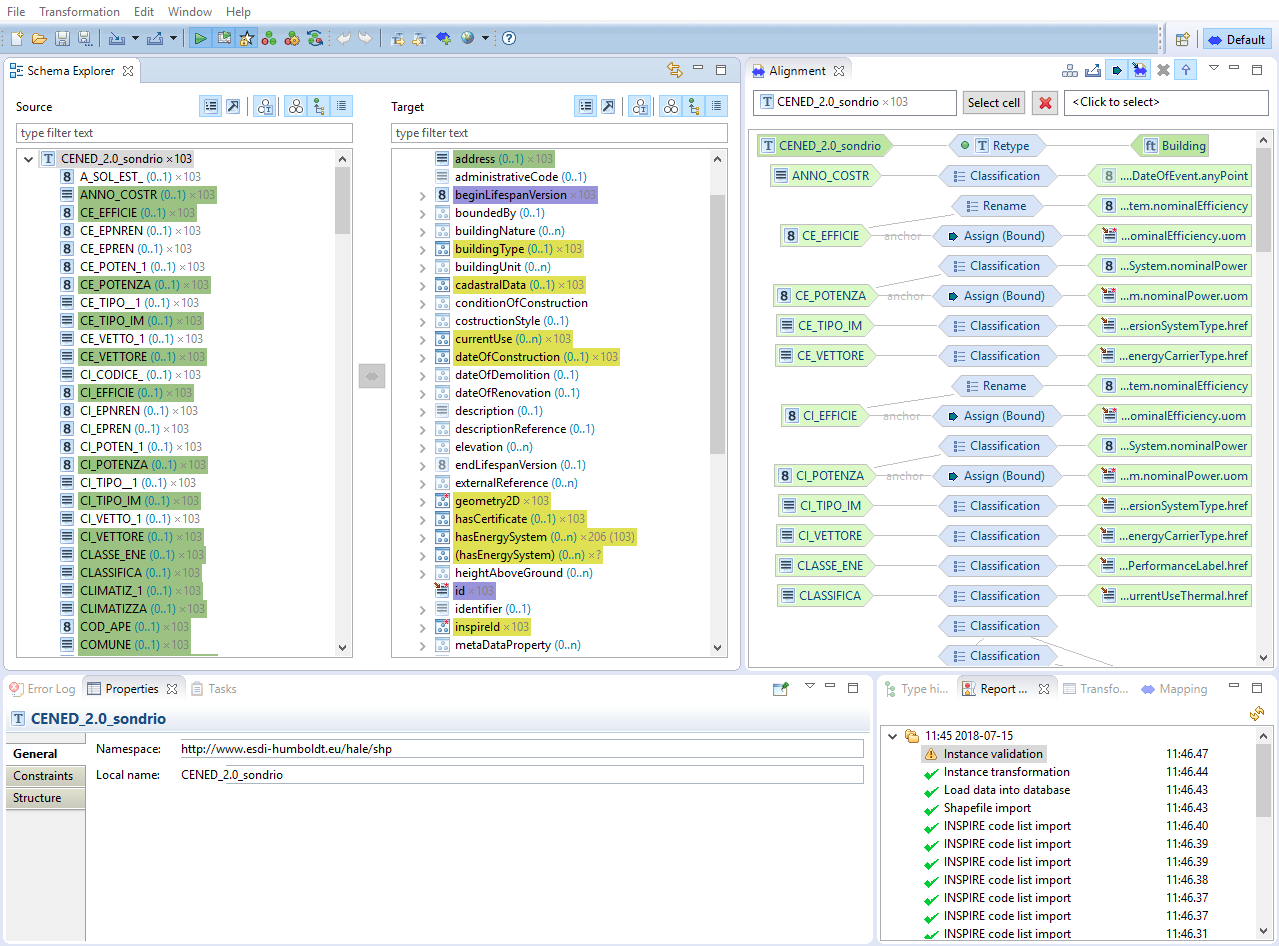 File Transformation Edit Window Help
Default
Schema Explorer
Source
type filter text
CENED_2.0_sondrio ×103
A_SOL_EST_ (0..1) ×103
ANNO_COSTR (0..1) ×103
CE_EFFICIE (0..1) ×103
CE_EPNREN (0..1) ×103
CE_EPREN (0..1) ×103
CE_POTEN_1 (0..1) ×103
CE_POTENZA (0..1) ×103
CE_TIPO__1 (0..1) ×103
CE_TIPO_IM (0..1) ×103
CE_VETTO_1 (0..1) ×103
CE_VETTORE (0..1) ×103
CI_CODICE_ (0..1) ×103
CI_EFFICIE (0..1) ×103
CI_EPNREN (0..1) ×103
CI_EPREN (0..1) ×103
CI_POTEN_1 (0..1) ×103
CI_POTENZA (0..1) ×103
CI_TIPO__1 (0..1) ×103
CI_TIPO_IM (0..1) ×103
CI_VETTO_1 (0..1) ×103
CI_VETTORE (0..1) ×103
CLASSE_ENE (0..1) ×103
CLASSIFICA (0..1) ×103
CLIMATIZ_1 (0..1) ×103
CLIMATIZZA (0..1) ×103
COD_APE (0..1) ×103
COMUNE (0..1) ×103
Target
type filter text
address (0..1) ×103
administrativeCode (0..1)
beginLifespanVersion ×103
boundedBy (0..1)
buildingNature (0..n)
buildingType (0..1) ×103
buildingUnit (0..n)
cadastralData (0..1) ×103
conditionOfConstruction
costructionStyle (0..1)
currentUse (0..n) ×103
dateOfConstruction (0..1) ×103
dateOfDemolition (0..1)
dateOfRenovation (0..1)
description (0..1)
descriptionReference (0..1)
elevation (0..n)
endLifespanVersion (0..1)
externalReference (0..n)
geometry2D ×103
hasCertificate (0..1) ×103
hasEnergySystem (0..n) ×206 (103)
(hasEnergySystem) (0..n) ×?
heightAboveGround (0..n)
id ×103
identifier (0..1)
inspireId ×103
metaDataProperty (0..n)
Alignment
CENED_2.0_sondrio ×103 Select cell <Click to select>
CENED_2.0_sondrio Retype ft Building
ANNO_COSTR Classification ....DateOfEvent.anyPoint
Rename ...tem.nominalEfficiency
CE_EFFICIE anchor Assign (Bound) ...ominalEfficiency.uom
Classification ...System.nominalPower
CE_POTENZA anchor Assign (Bound) ...m.nominalPower.uom
CE_TIPO_IM Classification ...ersionSystemType.href
CE_VETTORE Classification ...energyCarrierType.href
Rename ...tem.nominalEfficiency
CI_EFFICIE anchor Assign (Bound) ...ominalEfficiency.uom
Classification ...System.nominalPower
CI_POTENZA anchor Assign (Bound) ...m.nominalPower.uom
CI_TIPO_IM Classification ...ersionSystemType.href
CI_VETTORE Classification ...energyCarrierType.href
CLASSE_ENE Classification ...PerformanceLabel.href
CLASSIFICA Classification ...urrentUseThermal.href
Classification
Classification
Error Log Properties Tasks
CENED_2.0_sondrio
General
Constraints
Structure
Namespace: http://www.esdi-humboldt.eu/hale/shp
Local name: CENED_2.0_sondrio
Type hi... Report ... Transfo... Mapping
11:45 2018-07-15
Instance validation 11:46.47
Instance transformation 11:46.44
Load data into database 11:46.43
Shapefile import 11:46.43
INSPIRE code list import 11:46.40
INSPIRE code list import 11:46.39
INSPIRE code list import 11:46.39
INSPIRE code list import 11:46.38
INSPIRE code list import 11:46.37
INSPIRE code list import 11:46.37
INSPIRE code list import 11:46.31